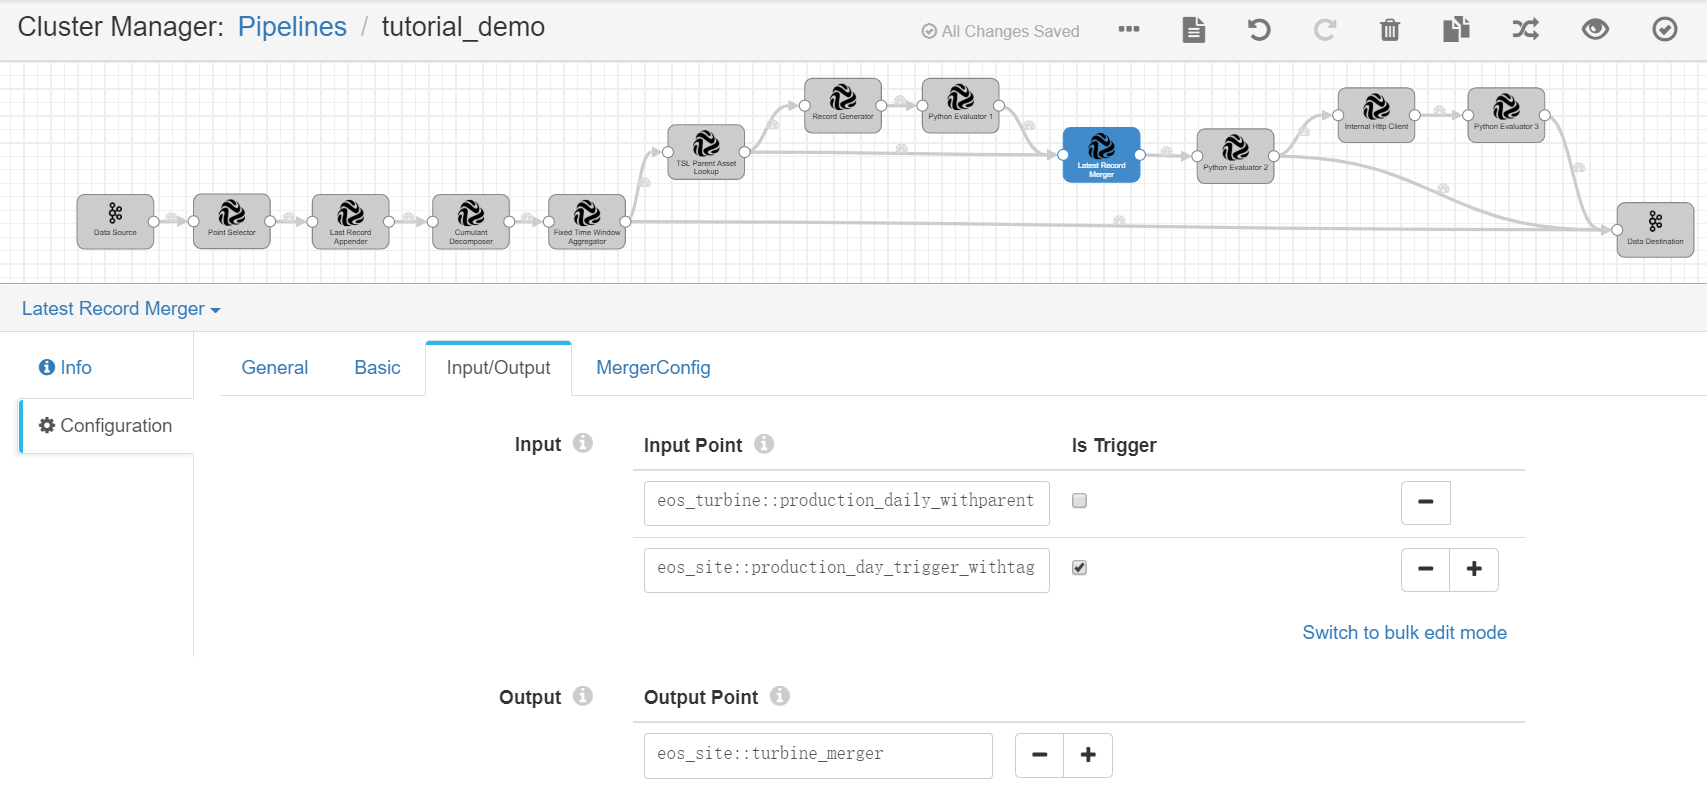 Cluster Manager: Pipelines / tutorial_demo
All Changes Saved
Record Generator
Python Evaluator 1
Internal Http Client
Python Evaluator 3
TSL Parent Asset
Lookup
Latest Record
Merger
Python Evaluator 2
Data Source
Point Selector
Last Record
Appender
Cumulant
Decomposer
Fixed Time Window
Aggregator
Data Destination
Latest Record Merger
Info
Configuration
General
Basic
Input/Output
MergerConfig
Input
Input Point
Is Trigger
eos_turbine::production_daily_withparent
eos_site::production_day_trigger_withtag
Switch to bulk edit mode
Output
Output Point
eos_site::turbine_merger